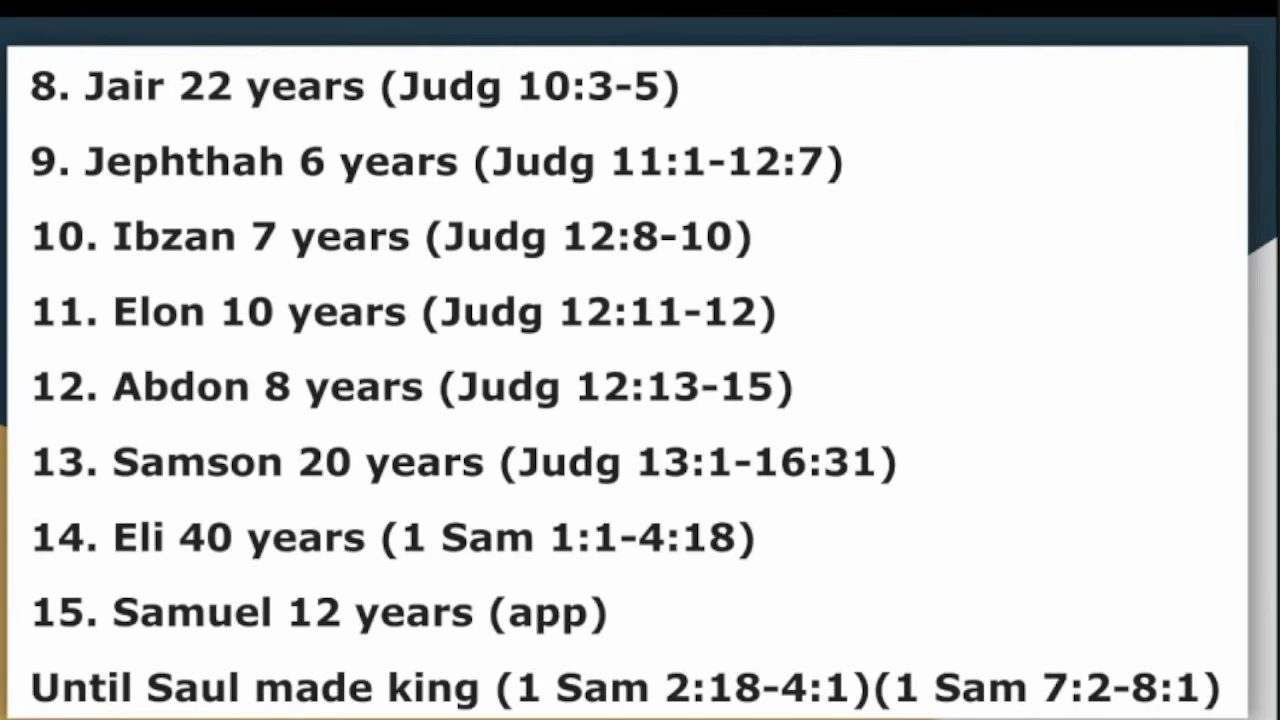 8. Jair 22 years (Judg 10:3-5)
9. Jephthah 6 years (Judg 11:1-12:7)
10. Ibzan 7 years (Judg 12:8-10)
11. Elon 10 years (Judg 12:11-12)
12. Abdon 8 years (Judg 12:13-15)
13. Samson 20 years (Judg 13:1-16:31)
14. Eli 40 years (1 Sam 1:1-4:18)
15. Samuel 12 years (app)
Until Saul made king (1 Sam 2:18-4:1)(1 Sam 7:2-8:1)